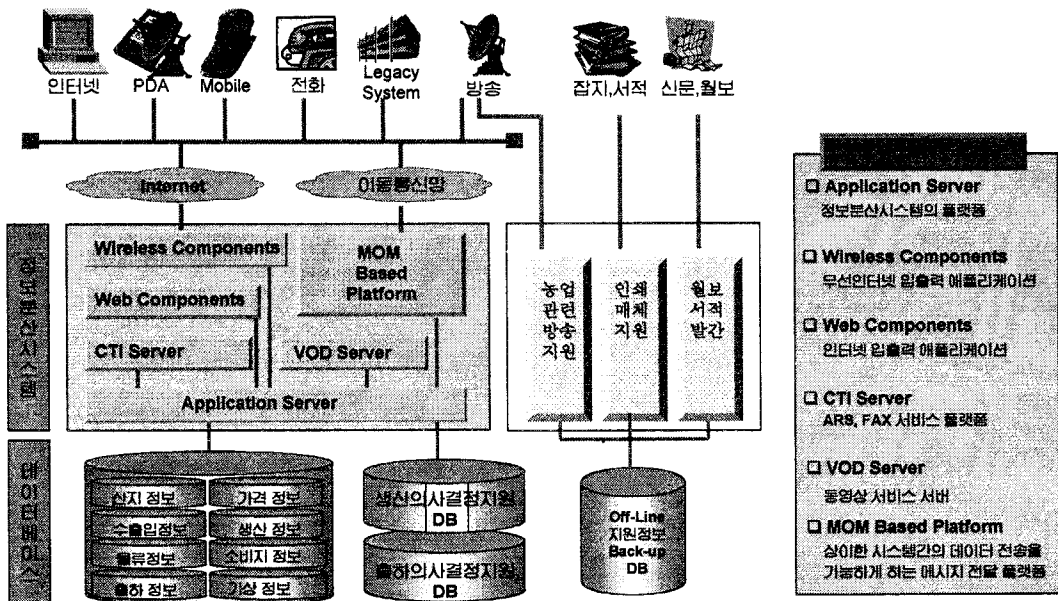 인터넷
PDA
Mobile
전화
Legacy
System
방송
잡지,서적
신문,월보
Internet
이동통신망
정보분산시스템
Wireless Components
MOM
Based
Platform
Web Components
CTI Server
VOD Server
Application Server
농업
관련
방송
지원
인쇄
매체
지원
월보
서적
발간
데이터베이스
산지 정보
가격 정보
수출입정보
생산 정보
물류정보
소비지 정보
출하 정보
기상 정보
생산의사결정지원
DB
출하의사결정지원
DB
Off-Line
지원정보
Back-up
DB
❑ Application Server
정보분산시스템의 플랫폼
❑ Wireless Components
무선인터넷 입출력 애플리케이션
❑ Web Components
인터넷 입출력 애플리케이션
❑ CTI Server
ARS, FAX 서비스 플랫폼
❑ VOD Server
동영상 서비스 서버
❑ MOM Based Platform
상이한 시스템간의 데이터 전송을
가능하게 하는 메시지 전달 플랫폼